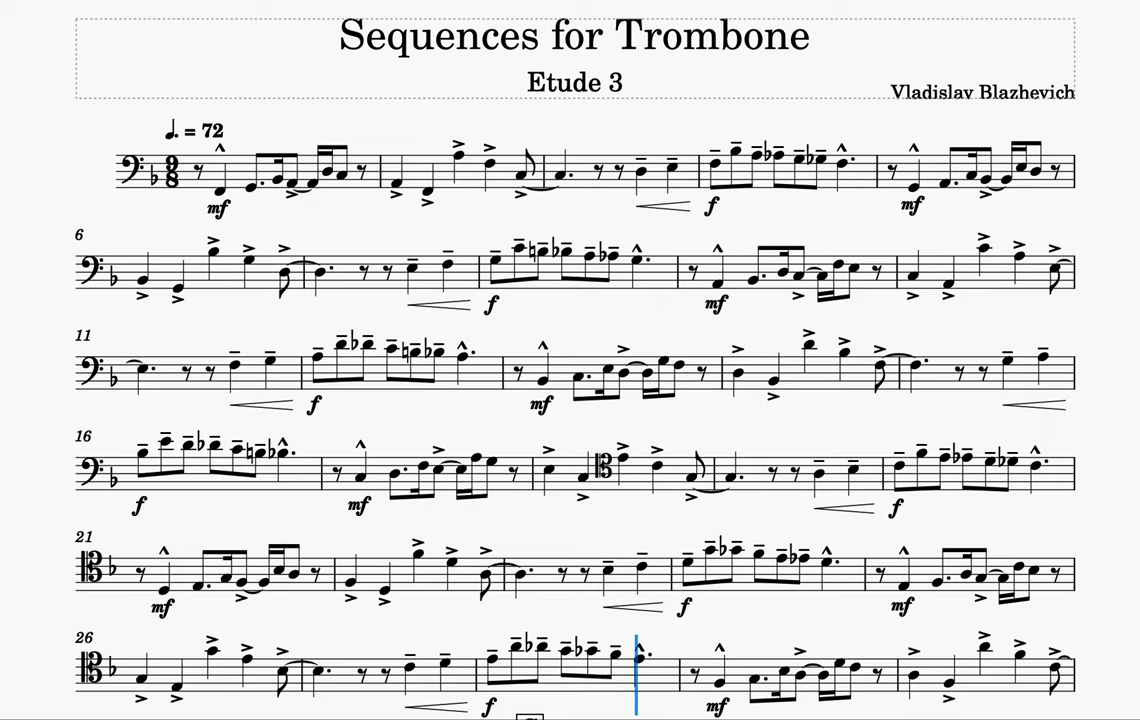 Sequences for Trombone
Etude 3
Vladislav Blazhevich
♩. = 72
9
8
mf f mf
6
f mf
11
f mf
16
f mf f
21
mf f mf
26
f mf